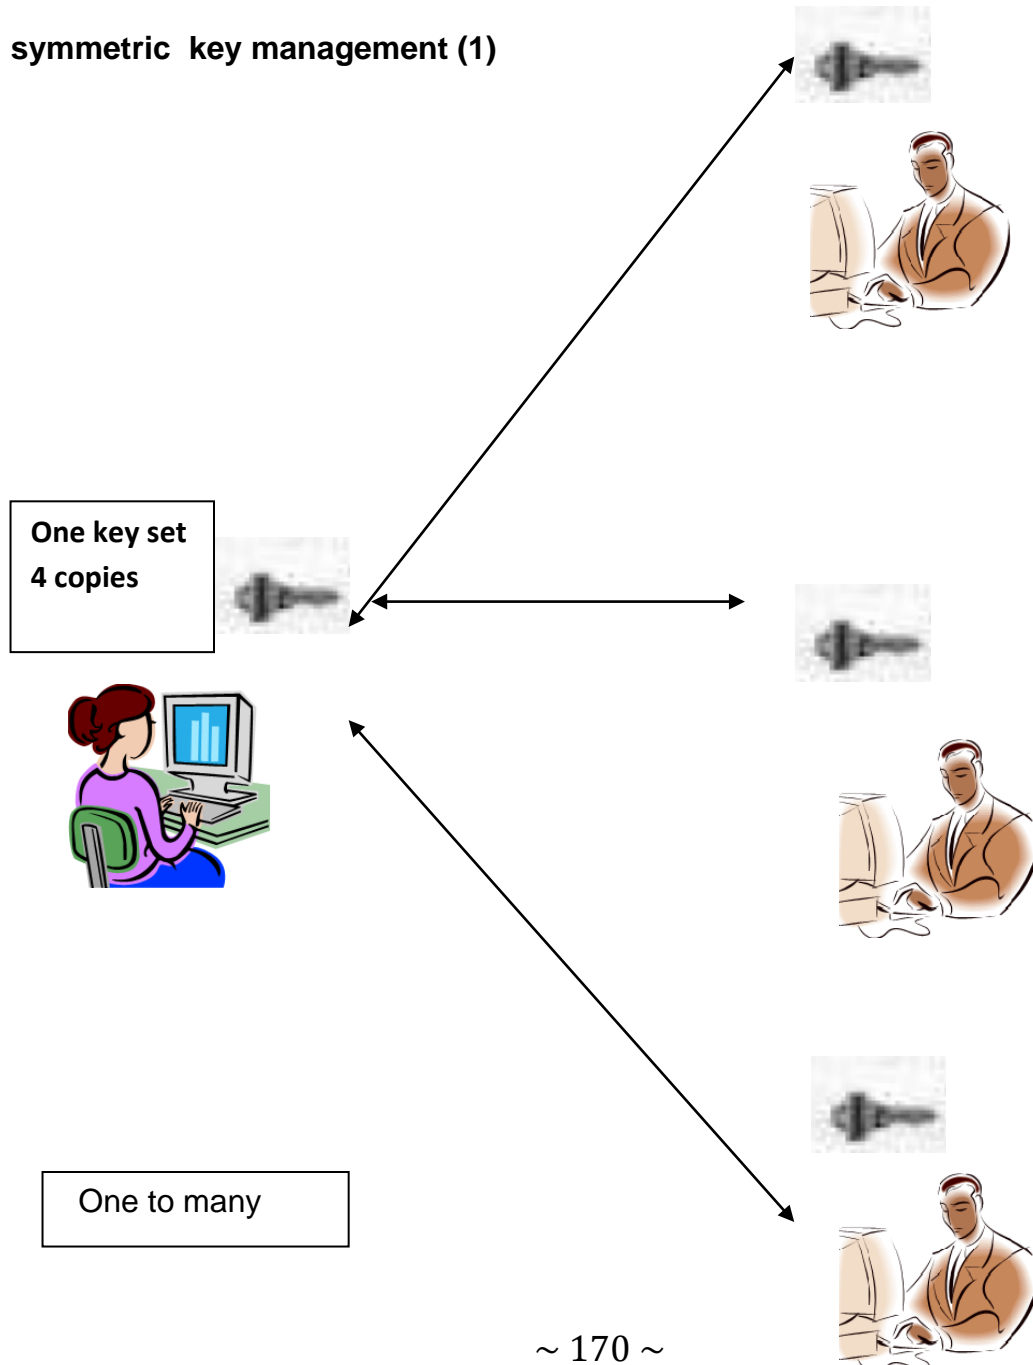 symmetric  key management (1)
One key set
4 copies
One to many
~ 170 ~